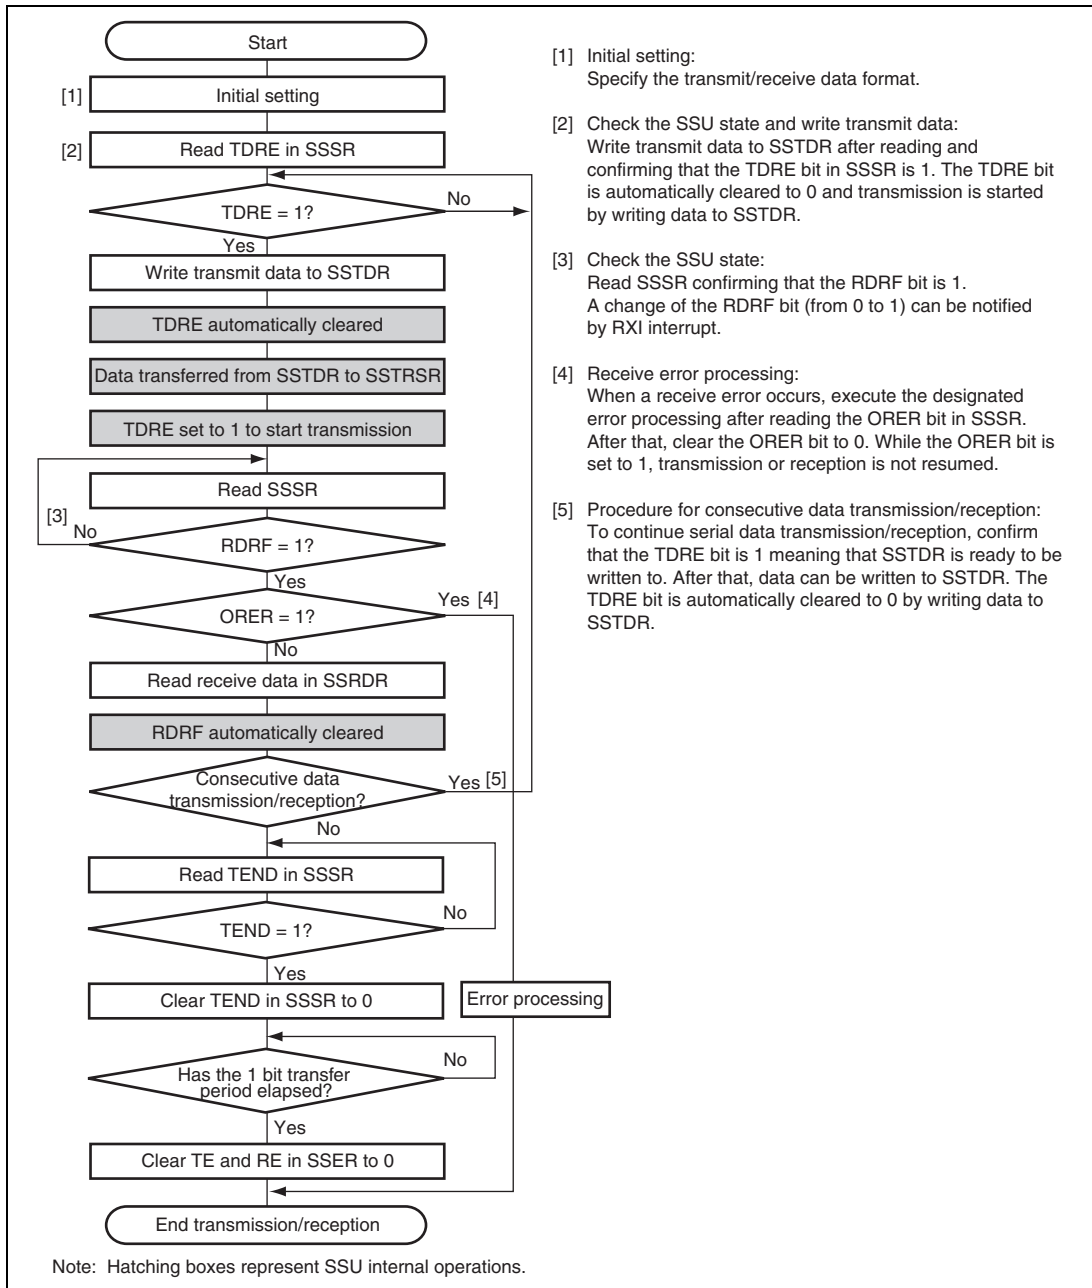 Start
[1] Initial setting
[2] Read TDRE in SSSR
TDRE = 1?
No
Yes
Write transmit data to SSTDR
TDRE automatically cleared
Data transferred from SSTDR to SSTRSR
TDRE set to 1 to start transmission
Read SSSR
[3]
No
RDRF = 1?
Yes
ORER = 1?
Yes [4]
No
Read receive data in SSRDR
RDRF automatically cleared
Consecutive data
transmission/reception?
Yes [5]
No
Read TEND in SSSR
TEND = 1?
No
Yes
Clear TEND in SSSR to 0
Error processing
Has the 1 bit transfer
period elapsed?
No
Yes
Clear TE and RE in SSER to 0
End transmission/reception
[1] Initial setting:
Specify the transmit/receive data format.
[2] Check the SSU state and write transmit data:
Write transmit data to SSTDR after reading and
confirming that the TDRE bit in SSSR is 1. The TDRE bit
is automatically cleared to 0 and transmission is started
by writing data to SSTDR.
[3] Check the SSU state:
Read SSSR confirming that the RDRF bit is 1.
A change of the RDRF bit (from 0 to 1) can be notified
by RXI interrupt.
[4] Receive error processing:
When a receive error occurs, execute the designated
error processing after reading the ORER bit in SSSR.
After that, clear the ORER bit to 0. While the ORER bit is
set to 1, transmission or reception is not resumed.
[5] Procedure for consecutive data transmission/reception:
To continue serial data transmission/reception, confirm
that the TDRE bit is 1 meaning that SSTDR is ready to be
written to. After that, data can be written to SSTDR. The
TDRE bit is automatically cleared to 0 by writing data to
SSTDR.
Note: Hatching boxes represent SSU internal operations.